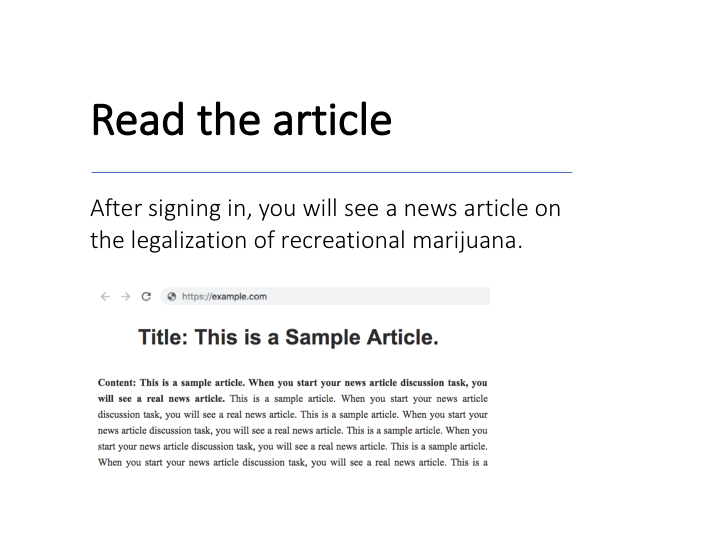 Read the article
After signing in, you will see a news article on
the legalization of recreational marijuana.
https://example.com
Title: This is a Sample Article.
Content: This is a sample article. When you start your news article discussion task, you
will see a real news article. This is a sample article. When you start your news article
discussion task, you will see a real news article. This is a sample article. When you start your
news article discussion task, you will see a real news article. This is a sample article. When you
start your news article discussion task, you will see a real news article. This is a sample article.
When you start your news article discussion task, you will see a real news article. This is a